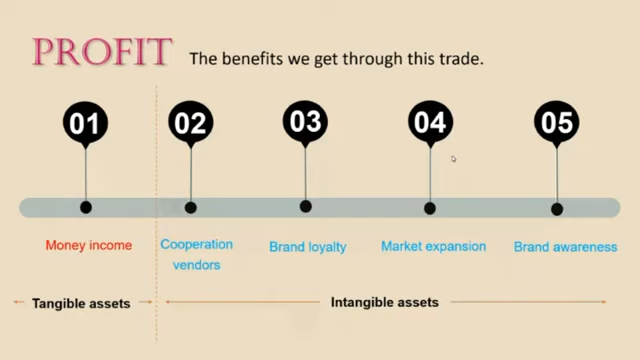 PROFIT The benefits we get through this trade.
01 02 03 04 05
Money income
Cooperation
vendors
Brand loyalty
Market expansion
Brand awareness
Tangible assets
Intangible assets